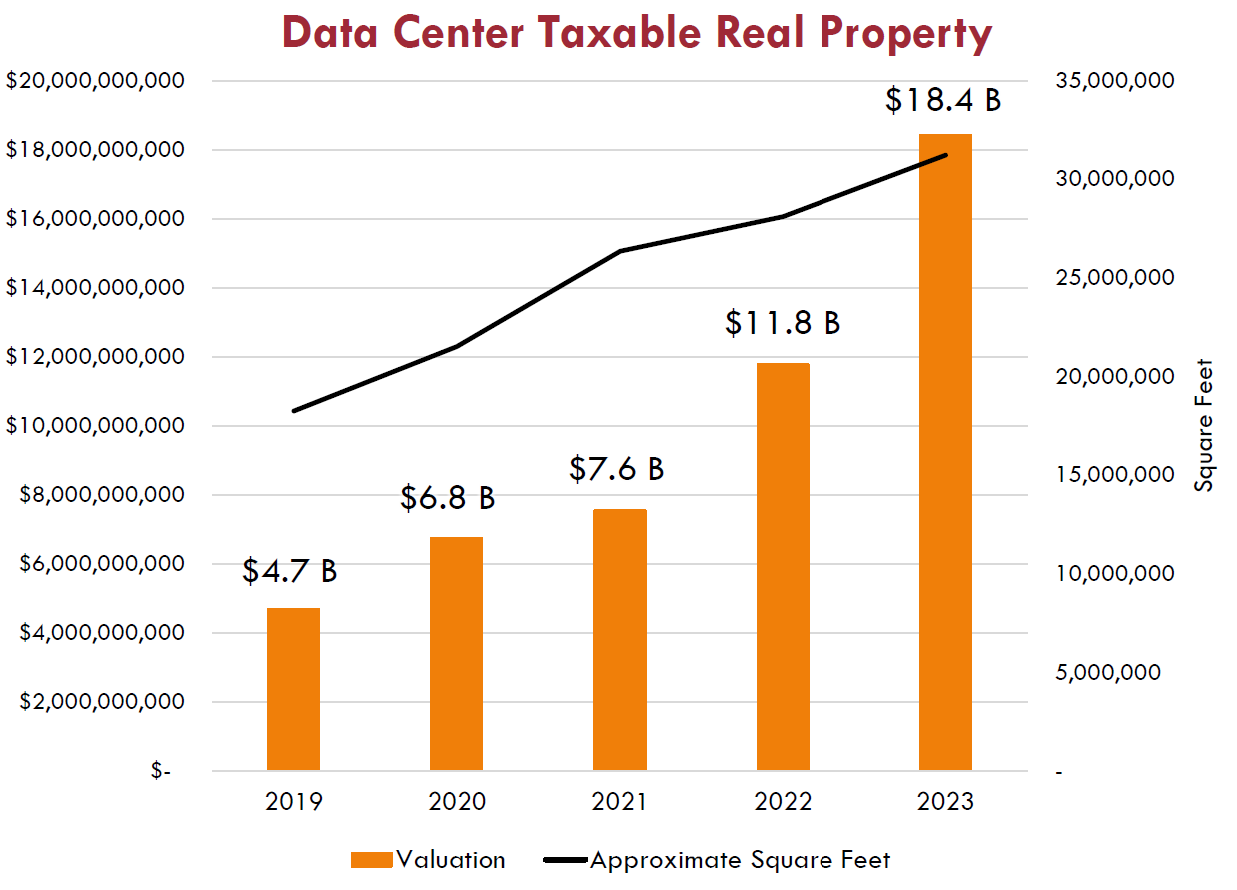 Data Center Taxable Real Property
$20,000,000,000
$18,000,000,000
$16,000,000,000
$14,000,000,000
$12,000,000,000
$10,000,000,000
$8,000,000,000
$6,000,000,000
$4,000,000,000
$2,000,000,000
$-
$4.7 B
$6.8 B
$7.6 B
$11.8 B
$18.4 B
35,000,000
30,000,000
25,000,000
20,000,000
15,000,000
10,000,000
5,000,000
-
Square Feet
2019 2020 2021 2022 2023
Valuation Approximate Square Feet